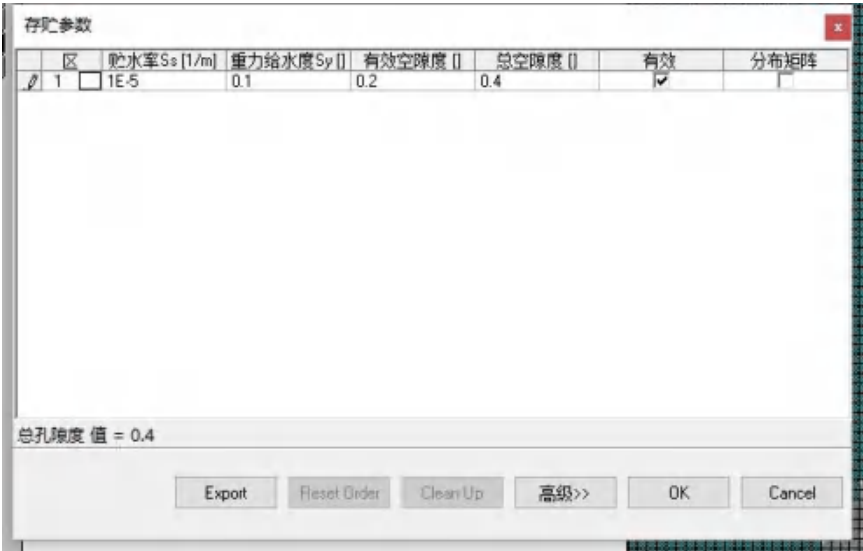 存贮参数
x
区 贮水率Ss [1/m] 重力给水度Sy [] 有效空隙度 [] 总空隙度 [] 有效 分布矩阵
1 1E-5 0.1 0.2 0.4
总孔隙度 值 = 0.4
Export Reset Order Clean Up 高级>> OK Cancel